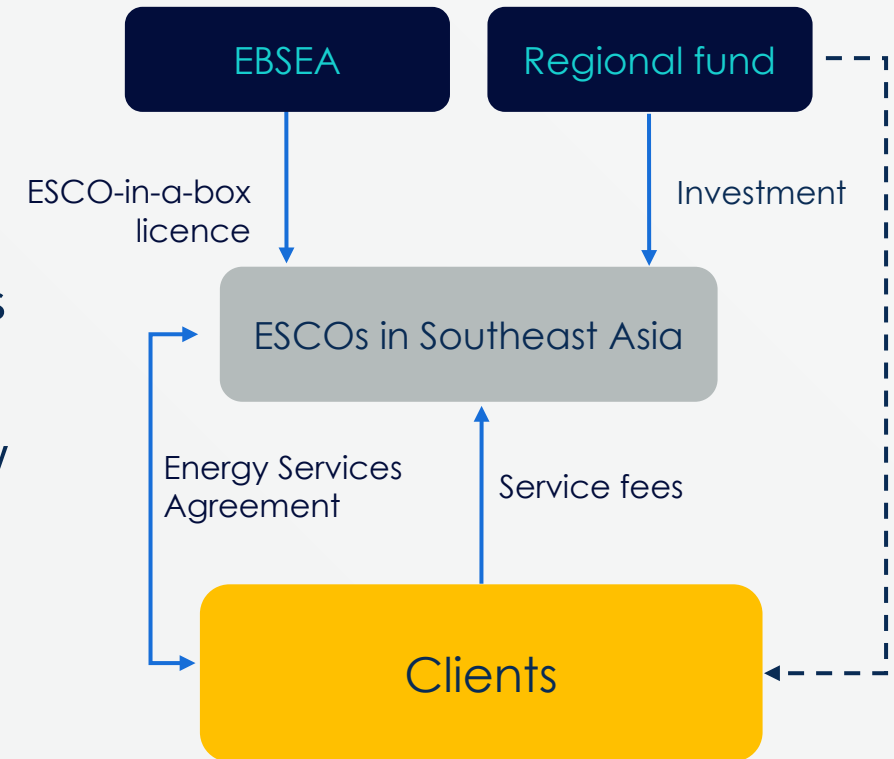 EBSEA
Regional fund
ESCO-in-a-box
licence
Investment
ESCOs in Southeast Asia
Energy Services
Agreement
Service fees
Clients